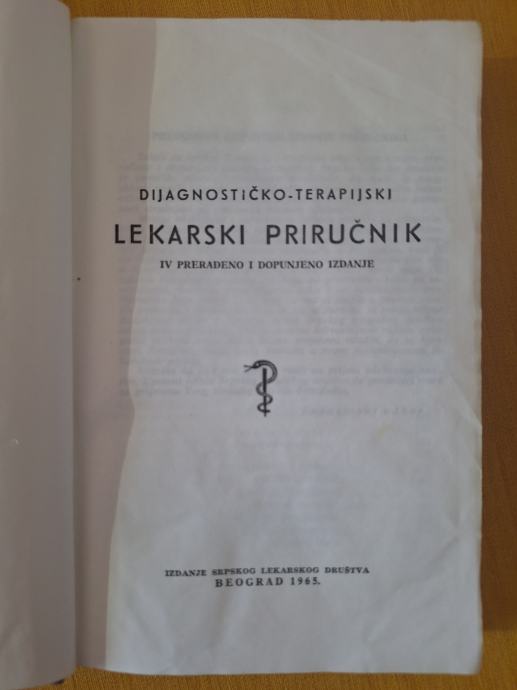 DIJAGNOSTIČKO-TERAPIJSKI
LEKARSKI PRIRUČNIK
IV PRERAĐENO I DOPUNJENO IZDANJE
IZDANJE SRPSKOG LEKARSKOG DRUŠTVA
BEOGRAD 1965.